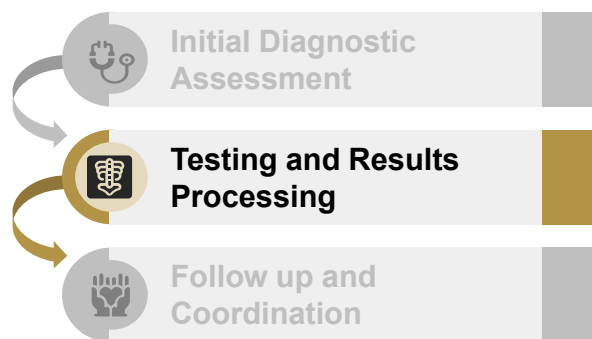 Initial Diagnostic
Assessment
Testing and Results
Processing
Follow up and
Coordination